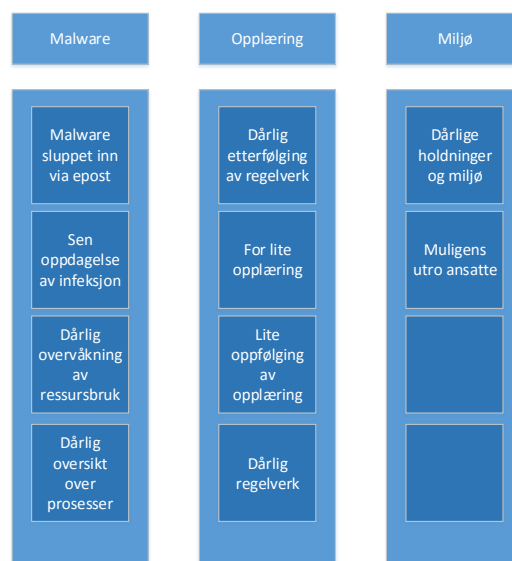 Malware
Opplæring
Miljø
Malware
sluppet inn
via epost
Sen
oppdagelse
av infeksjon
Dårlig
overvåkning
av
ressursbruk
Dårlig
oversikt
over
prosesser
Dårlig
etterfølging
av regelverk
For lite
opplæring
Lite
oppfølging
av
opplæring
Dårlig
regelverk
Dårlige
holdninger
og miljø
Muligens
utro ansatte